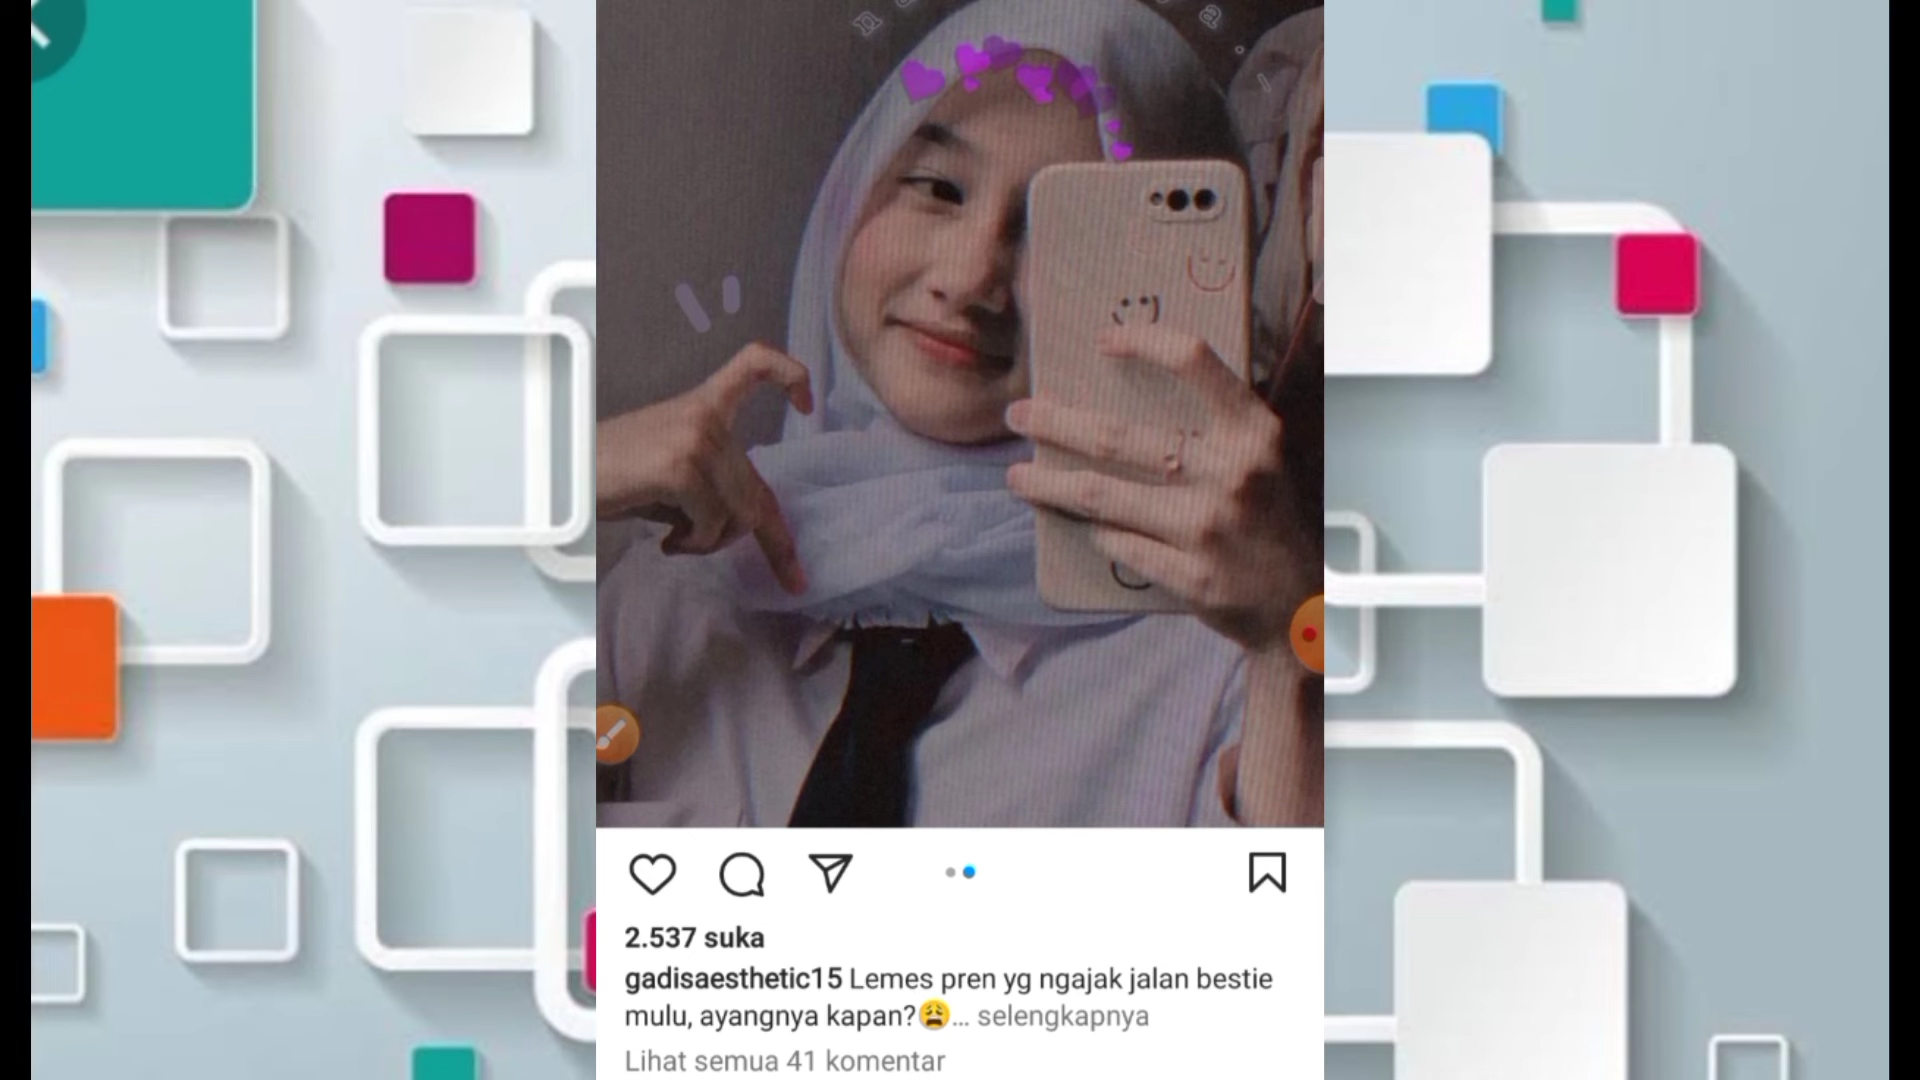 2.537 suka
gadisaesthetic15 Lemes pren yg ngajak jalan bestie
mulu, ayangnya kapan?😩... selengkapnya
Lihat semua 41 komentar